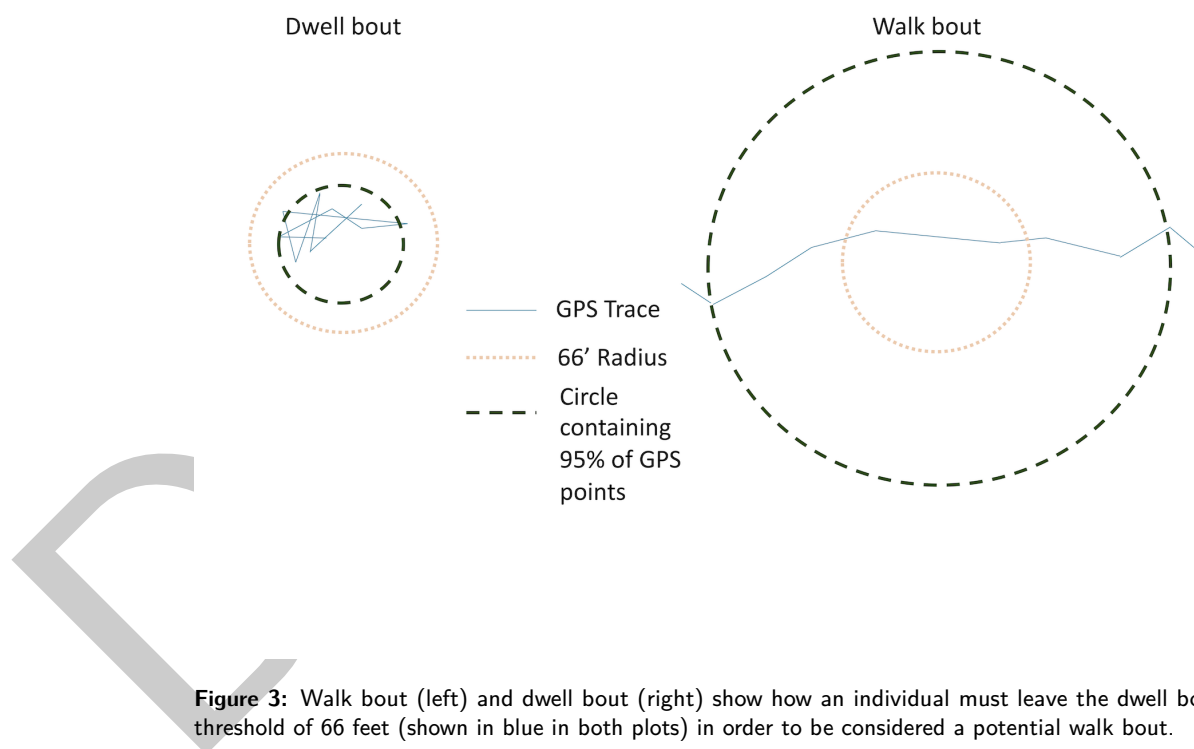 Dwell bout
Walk bout
GPS Trace
66' Radius
Circle
containing
95% of GPS
points
Figure 3: Walk bout (left) and dwell bout (right) show how an individual must leave the dwell bo
threshold of 66 feet (shown in blue in both plots) in order to be considered a potential walk bout.